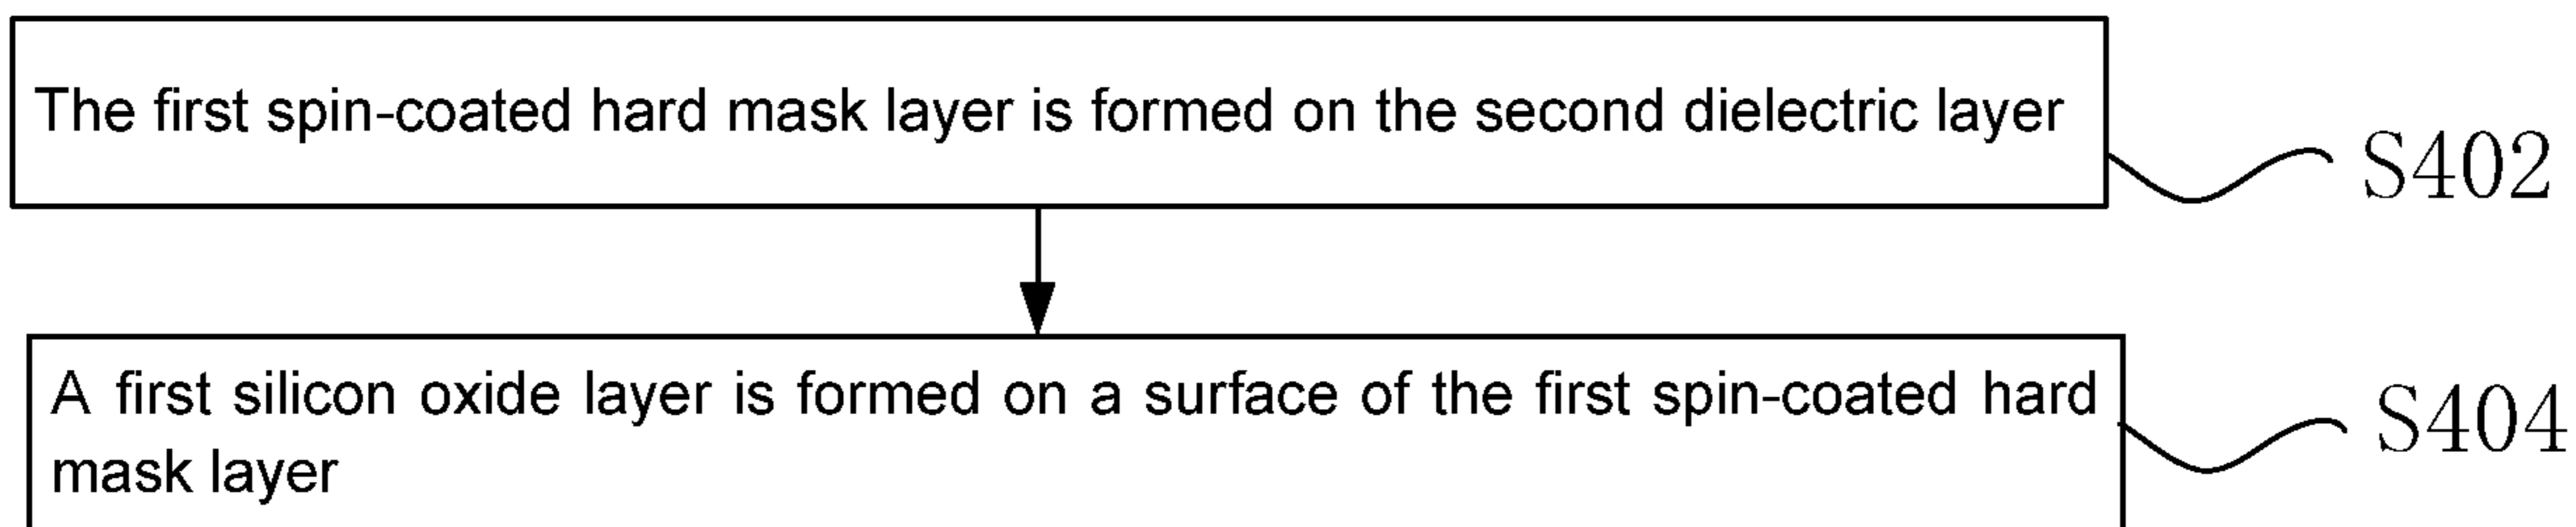 The first spin-coated hard mask layer is formed on the second dielectric layer
S402
A first silicon oxide layer is formed on a surface of the first spin-coated hard
mask layer
S404